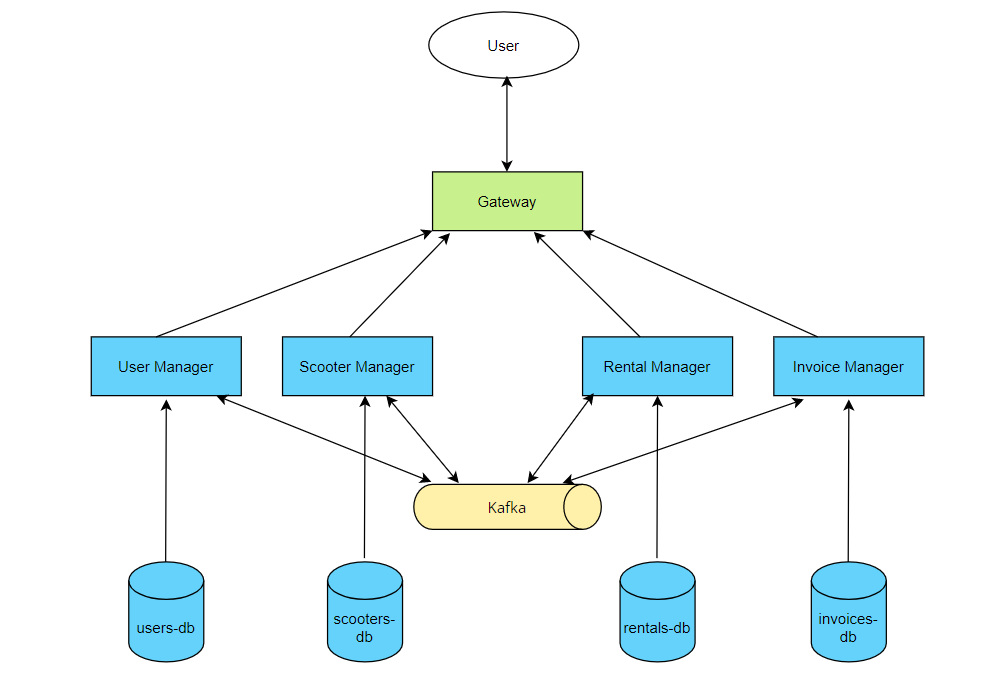 User
Gateway
User Manager
Scooter Manager
Rental Manager
Invoice Manager
Kafka
users-db
scooters-
db
rentals-db
invoices-
db